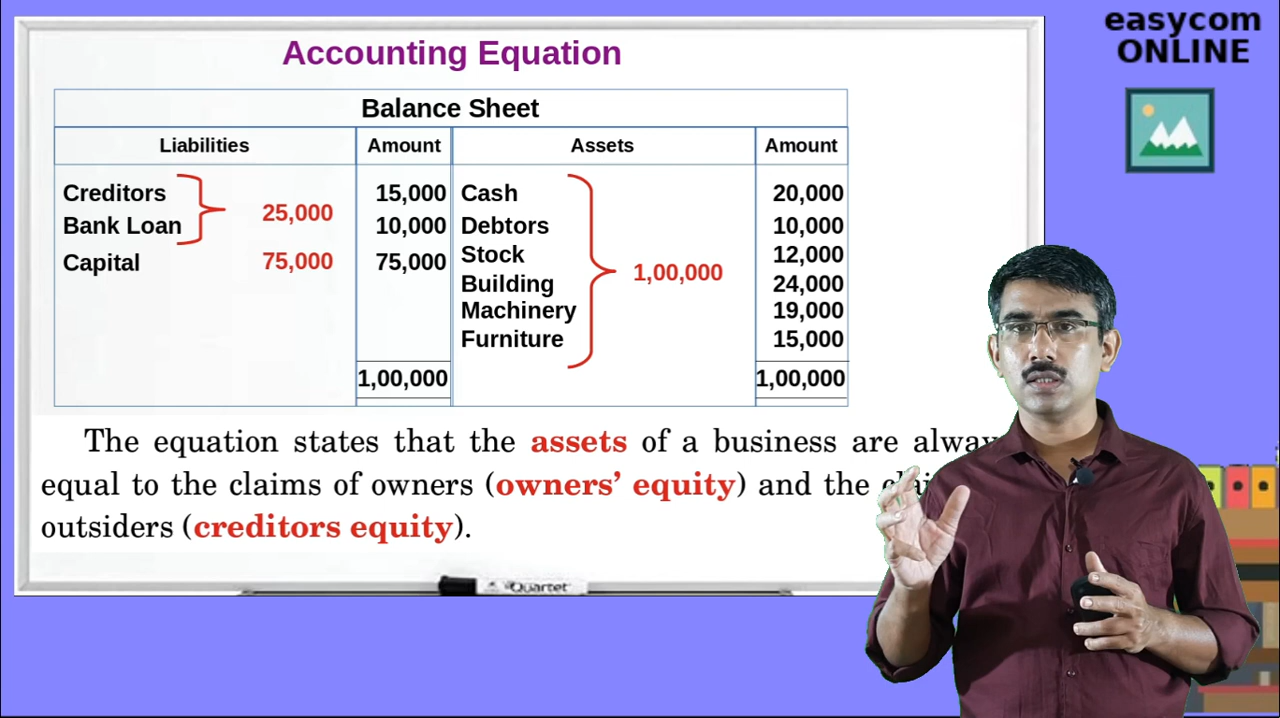 easycom
ONLINE
Accounting Equation
Balance Sheet
Liabilities Amount Assets Amount
Creditors 15,000 Cash 20,000
25,000
Bank Loan 10,000 Debtors 10,000
Capital 75,000 75,000 Stock 12,000
1,00,000
Building 24,000
Machinery 19,000
Furniture 15,000
1,00,000 1,00,000
The equation states that the assets of a business are
equal to the claims of owners (owners' equity) and the
outsiders (creditors equity).
Quartet